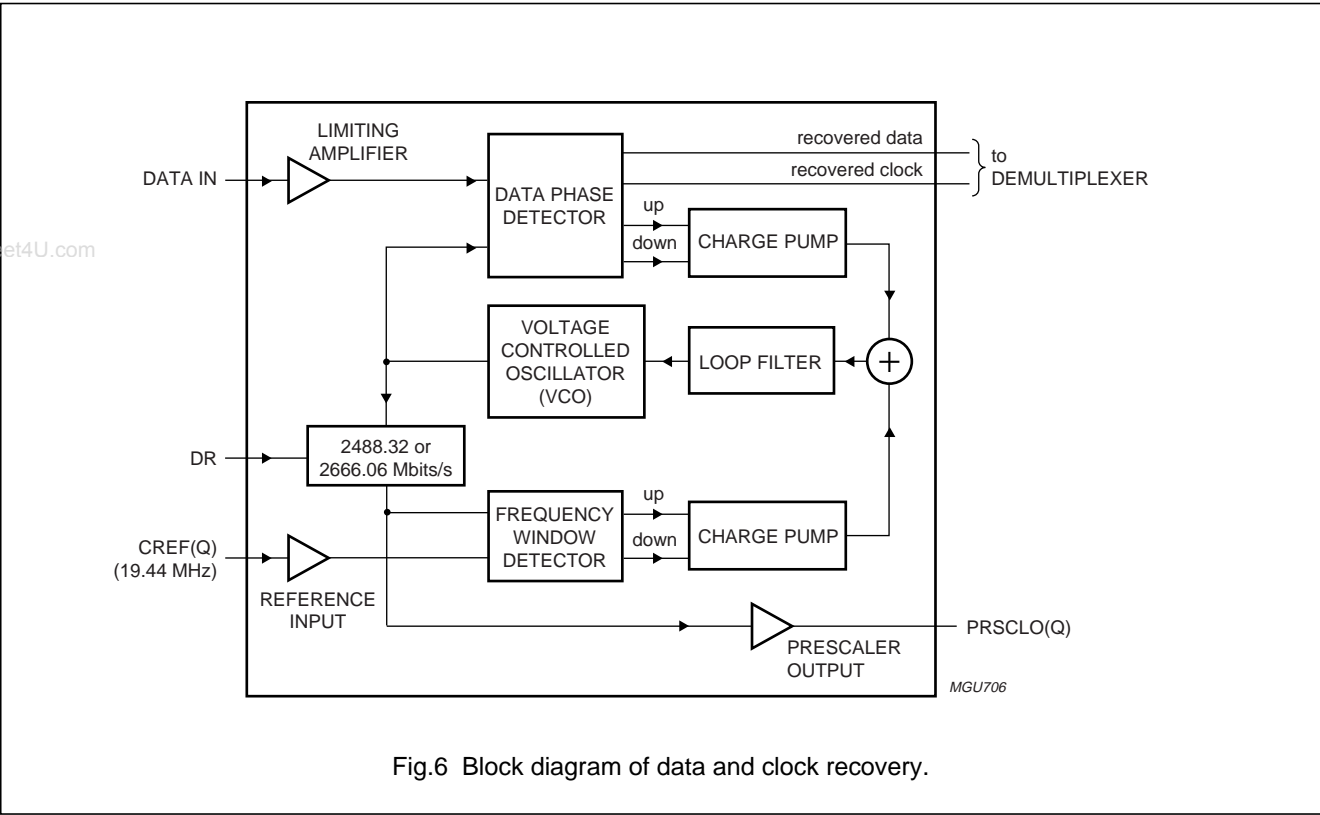 LIMITING
AMPLIFIER
DATA IN
DATA PHASE
DETECTOR
recovered data
recovered clock
to
DEMULTIPLEXER
up
down
CHARGE PUMP
et4U.com
VOLTAGE
CONTROLLED
OSCILLATOR
(VCO)
LOOP FILTER
+
DR
2488.32 or
2666.06 Mbits/s
CREF(Q)
(19.44 MHz)
REFERENCE
INPUT
FREQUENCY
WINDOW
DETECTOR
up
down
CHARGE PUMP
PRESCALER
OUTPUT
PRSCLO(Q)
MGU706
Fig.6 Block diagram of data and clock recovery.